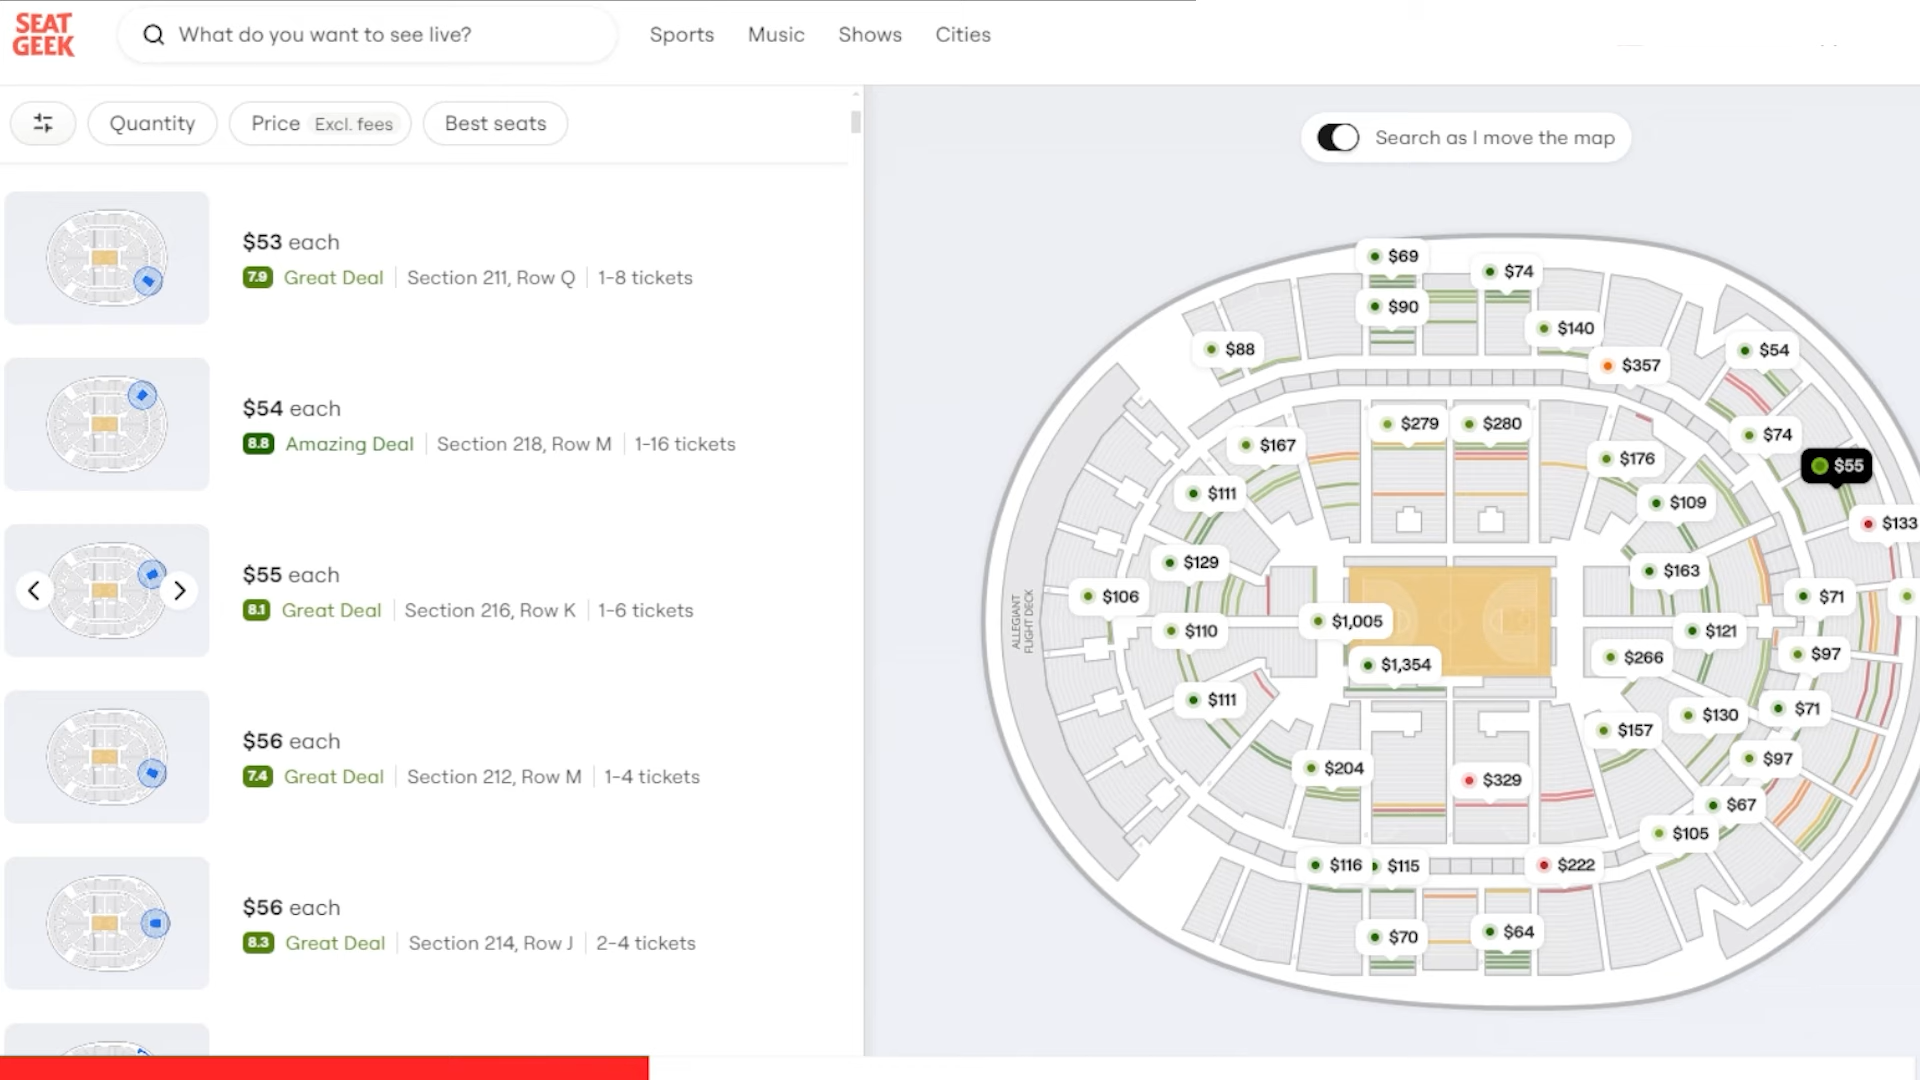 SEAT
GEEK
What do you want to see live?
Sports
Music
Shows
Cities
Quantity
Price Excl. fees
Best seats
Search as I move the map
$53 each
7.9 Great Deal Section 211, Row Q 1-8 tickets
$54 each
8.8 Amazing Deal Section 218, Row M 1-16 tickets
$55 each
8.1 Great Deal Section 216, Row K 1-6 tickets
$56 each
7.4 Great Deal Section 212, Row M 1-4 tickets
$56 each
8.3 Great Deal Section 214, Row J 2-4 tickets
$69
$74
$90
$140
$88
$54
$357
$279
$280
$74
$167
$176
$55
$111
$109
$133
$129
$163
$106
$71
ALLEGIANT
FLIGHT DECK
$1,005
$110
$121
$97
$266
$1,354
$111
$71
$130
$157
$97
$204
$329
$67
$105
$116
$115
$222
$70
$64